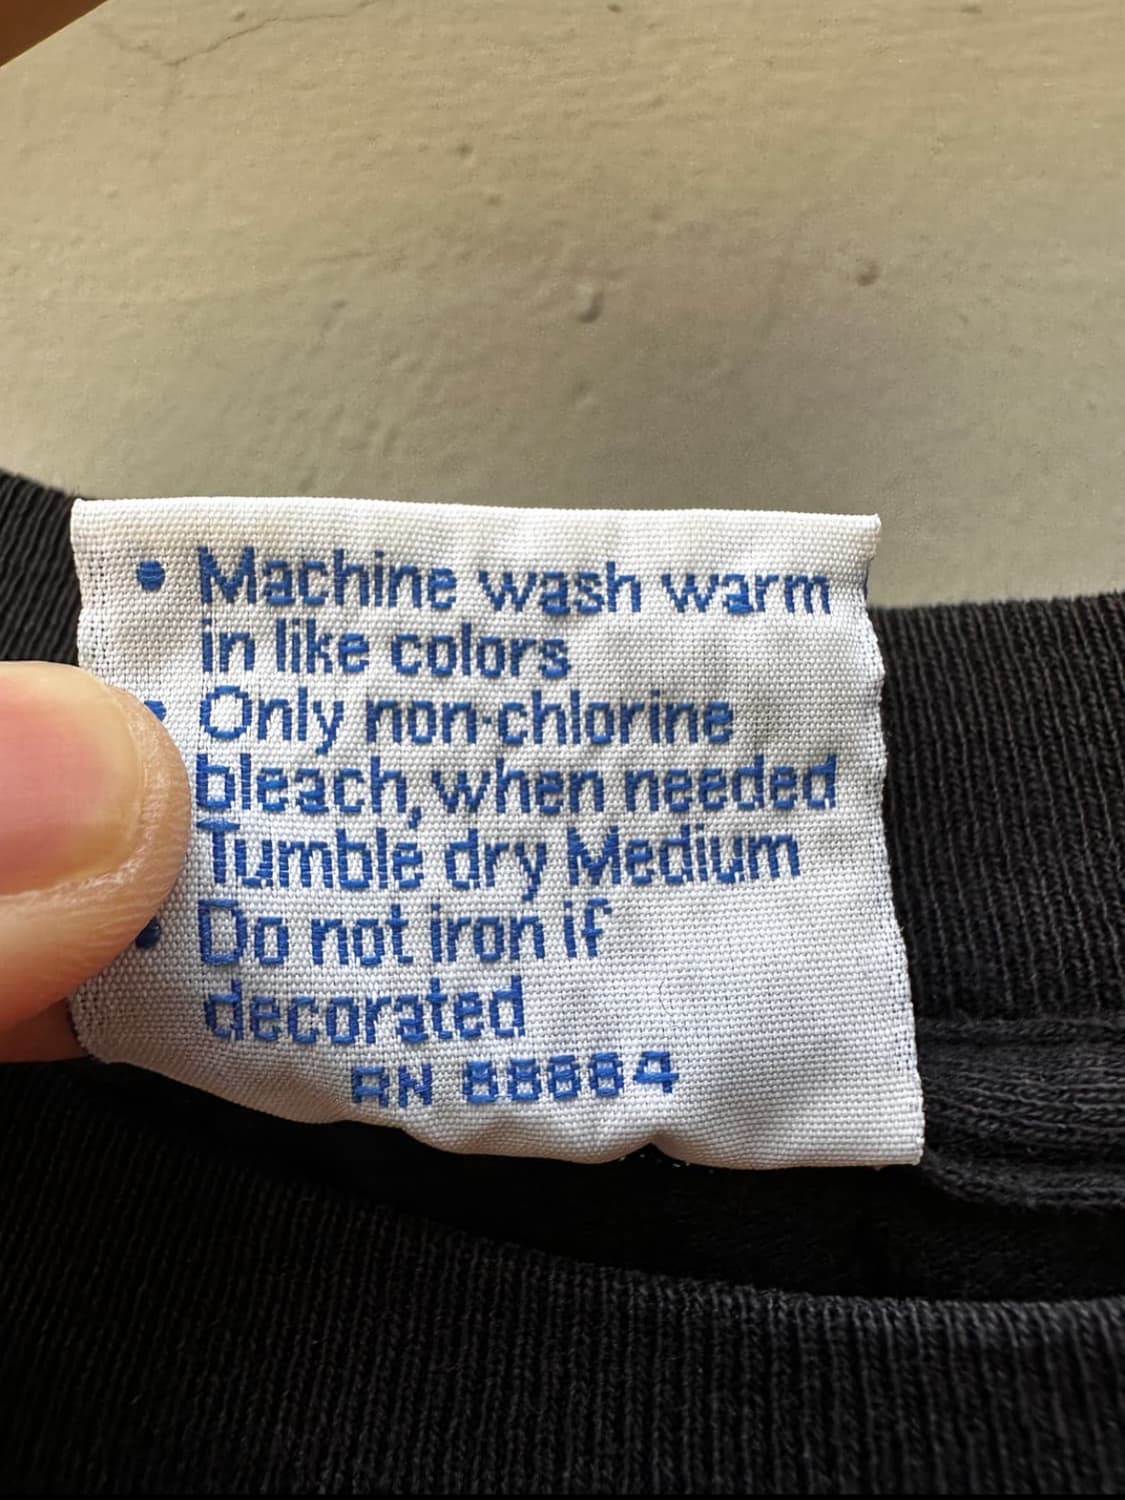 • Machine wash warm
in like colors
• Only non-chlorine
bleach, when needed
Tumble dry Medium
• Do not iron if
decorated
RN